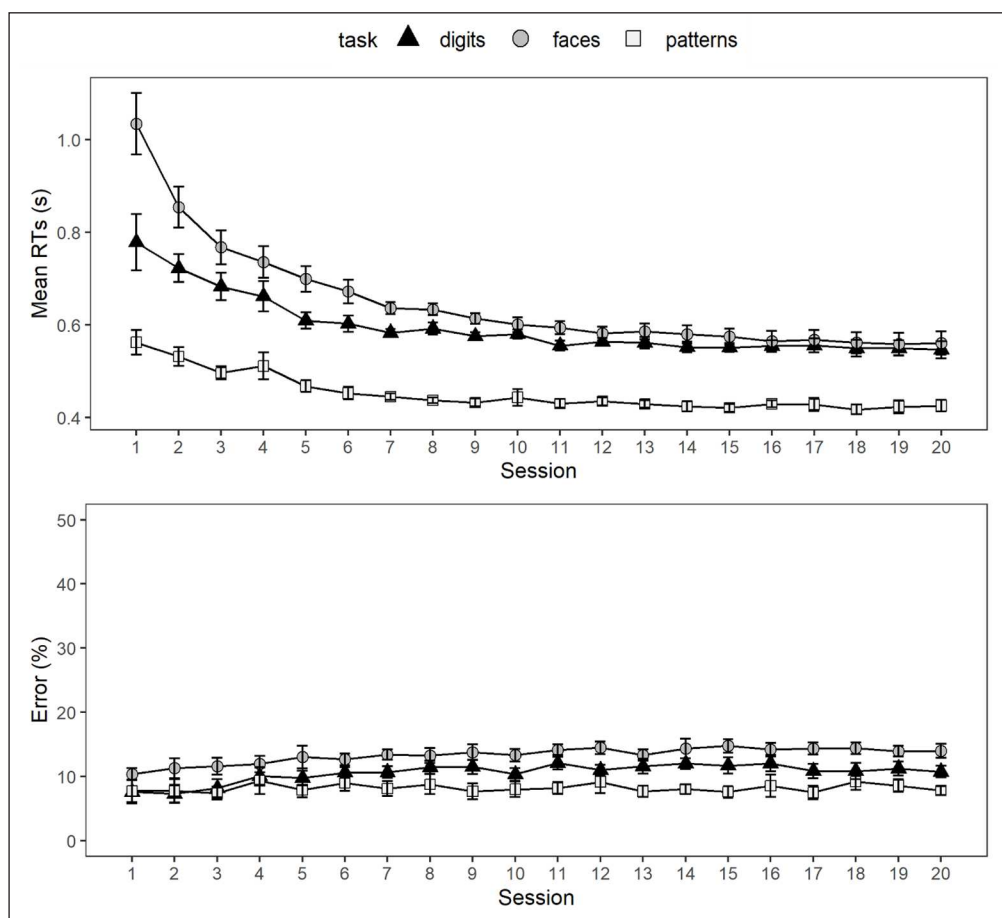 task digits faces patterns
1.0
0.8
0.6
0.4
Mean RTs (s)
1 2 3 4 5 6 7 8 9 10 11 12 13 14 15 16 17 18 19 20
Session
50
40
30
20
10
0
Error (%)
1 2 3 4 5 6 7 8 9 10 11 12 13 14 15 16 17 18 19 20
Session